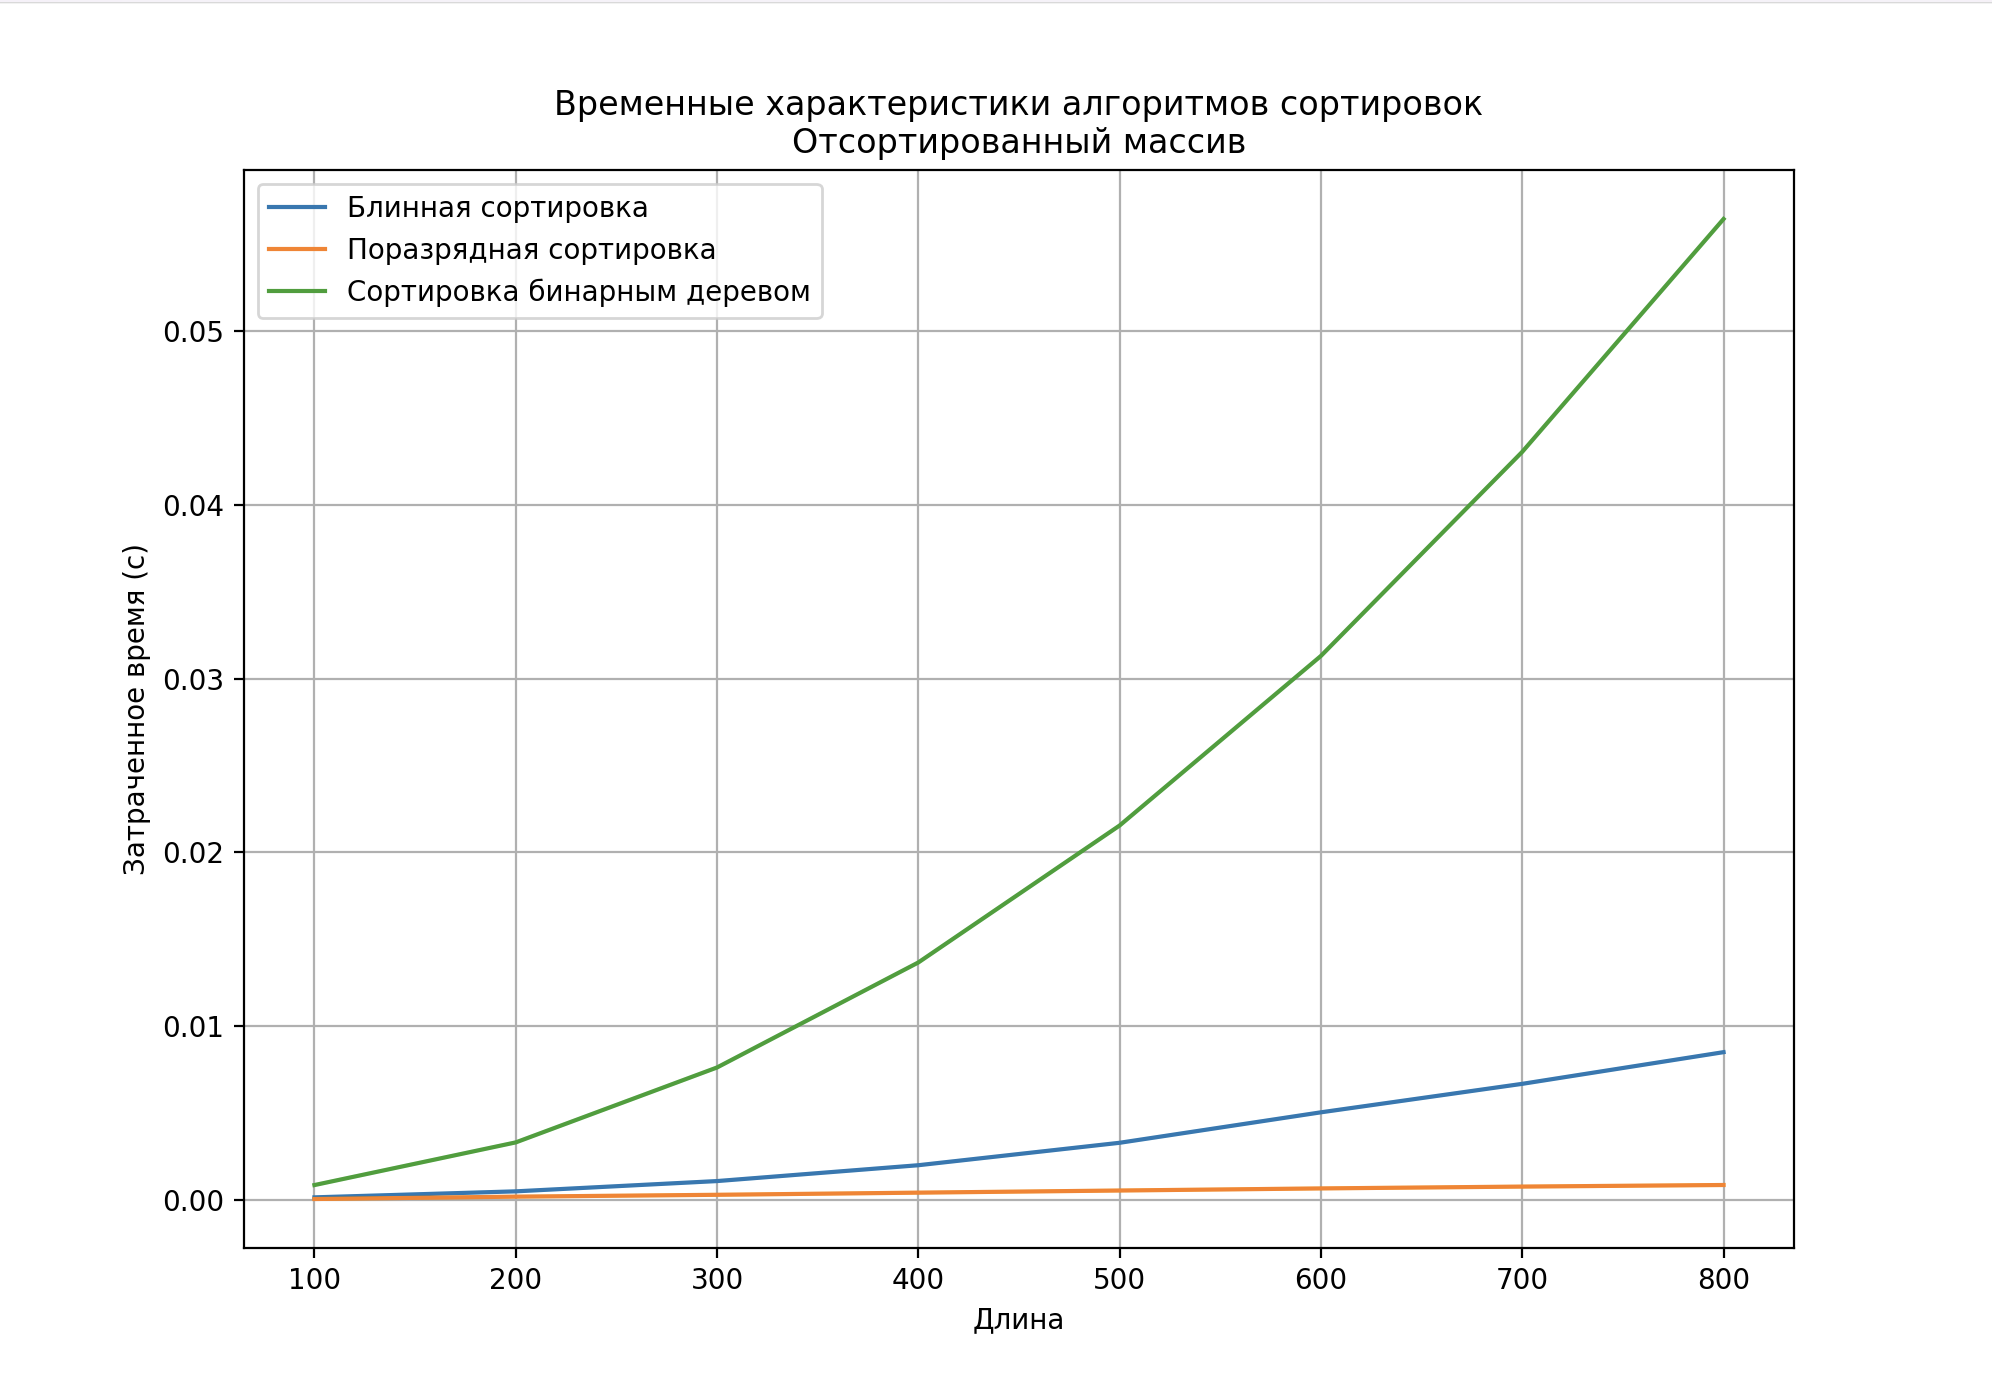 Временные характеристики алгоритмов сортировок
Отсортированный массив
Блинная сортировка
Поразрядная сортировка
Сортировка бинарным деревом
Затраченное время (с)
0.05
0.04
0.03
0.02
0.01
0.00
100 200 300 400 500 600 700 800
Длина